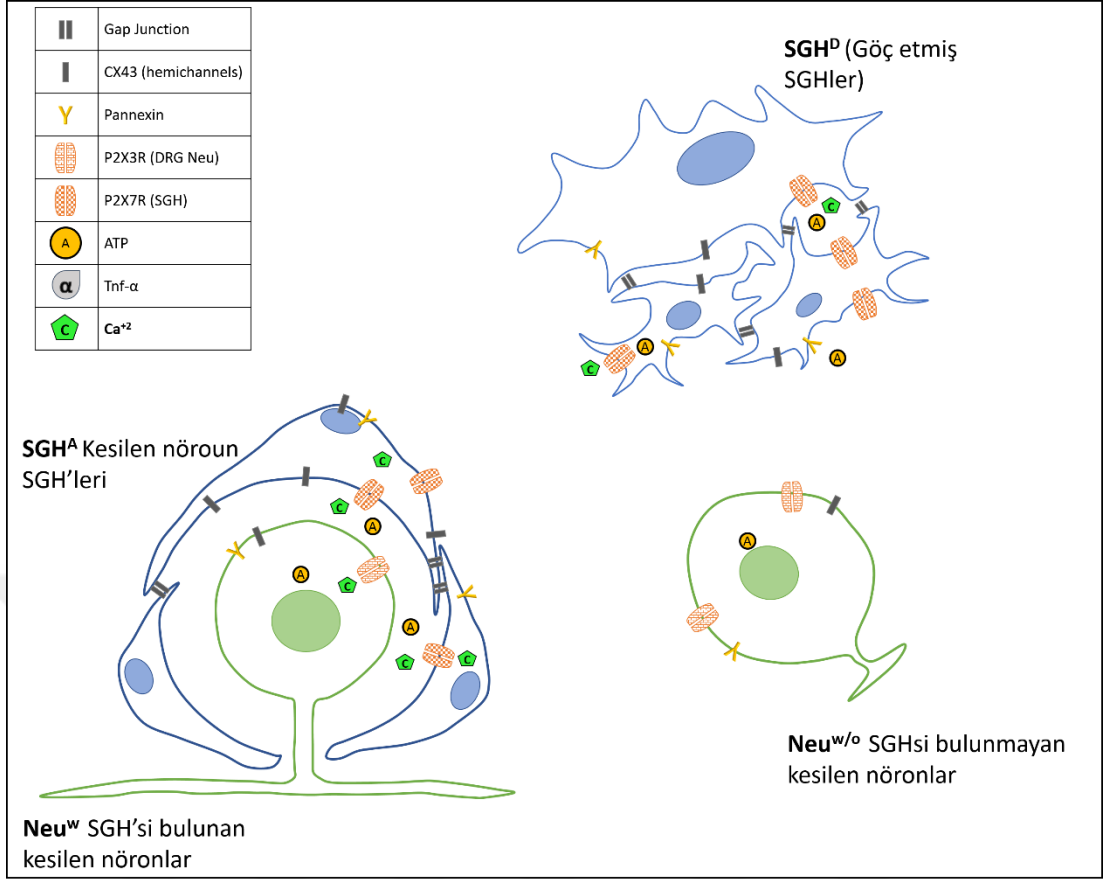 Gap Junction
CX43 (hemichannels)
Pannexin
P2X3R (DRG Neu)
P2X7R (SGH)
A ATP
α Tnf-α
C Ca⁺²
SGHᴰ (Göç etmiş
SGHler)
C
A
A
C
A
SGHᴬ Kesilen nöroun
SGH'leri
C
C
A
A
C
A
C
C
A
Neuʷ SGH'si bulunan
kesilen nöronlar
Neuʷ/ᵒ SGHsi bulunmayan
kesilen nöronlar